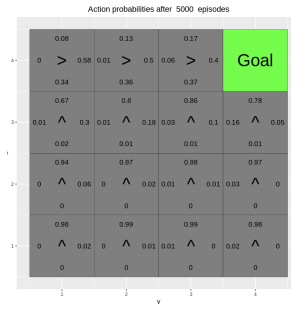 Action probabilities after 5000 episodes
0.08 0.13 0.17
4 0 > 0.58 0.01 > 0.5 0.06 > 0.4 Goal
0.34 0.36 0.37
0.67 0.8 0.86 0.78
3 0.01 ^ 0.3 0.01 ^ 0.18 0.03 ^ 0.1 0.16 ^ 0.05
0.02 0.01 0.01 0.01
0.94 0.97 0.98 0.97
2 0 ^ 0.06 0 ^ 0.02 0.01 ^ 0.01 0.03 ^ 0
0 0 0 0
0.98 0.99 0.99 0.98
1 0 ^ 0.02 0 ^ 0.01 0.01 ^ 0 0.02 ^ 0
0 0 0 0
1 2 3 4
v